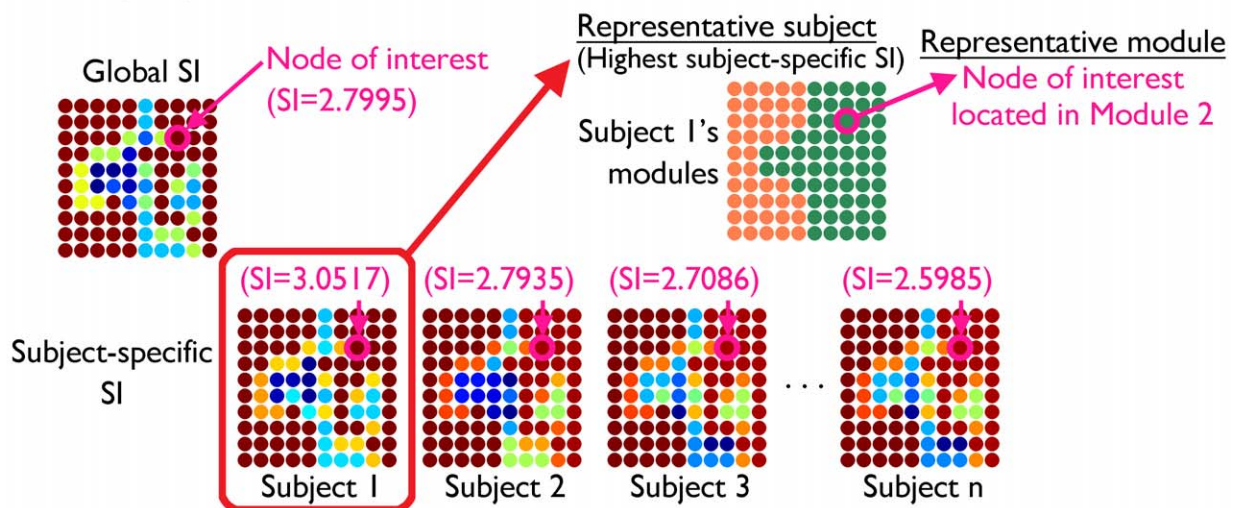 Global SI
Node of interest
(SI=2.7995)
Representative subject
(Highest subject-specific SI)
Subject 1's
modules
Representative module
Node of interest
located in Module 2
Subject-specific
SI
(SI=3.0517)
(SI=2.7935)
(SI=2.7086)
(SI=2.5985)
. . .
Subject 1
Subject 2
Subject 3
Subject n